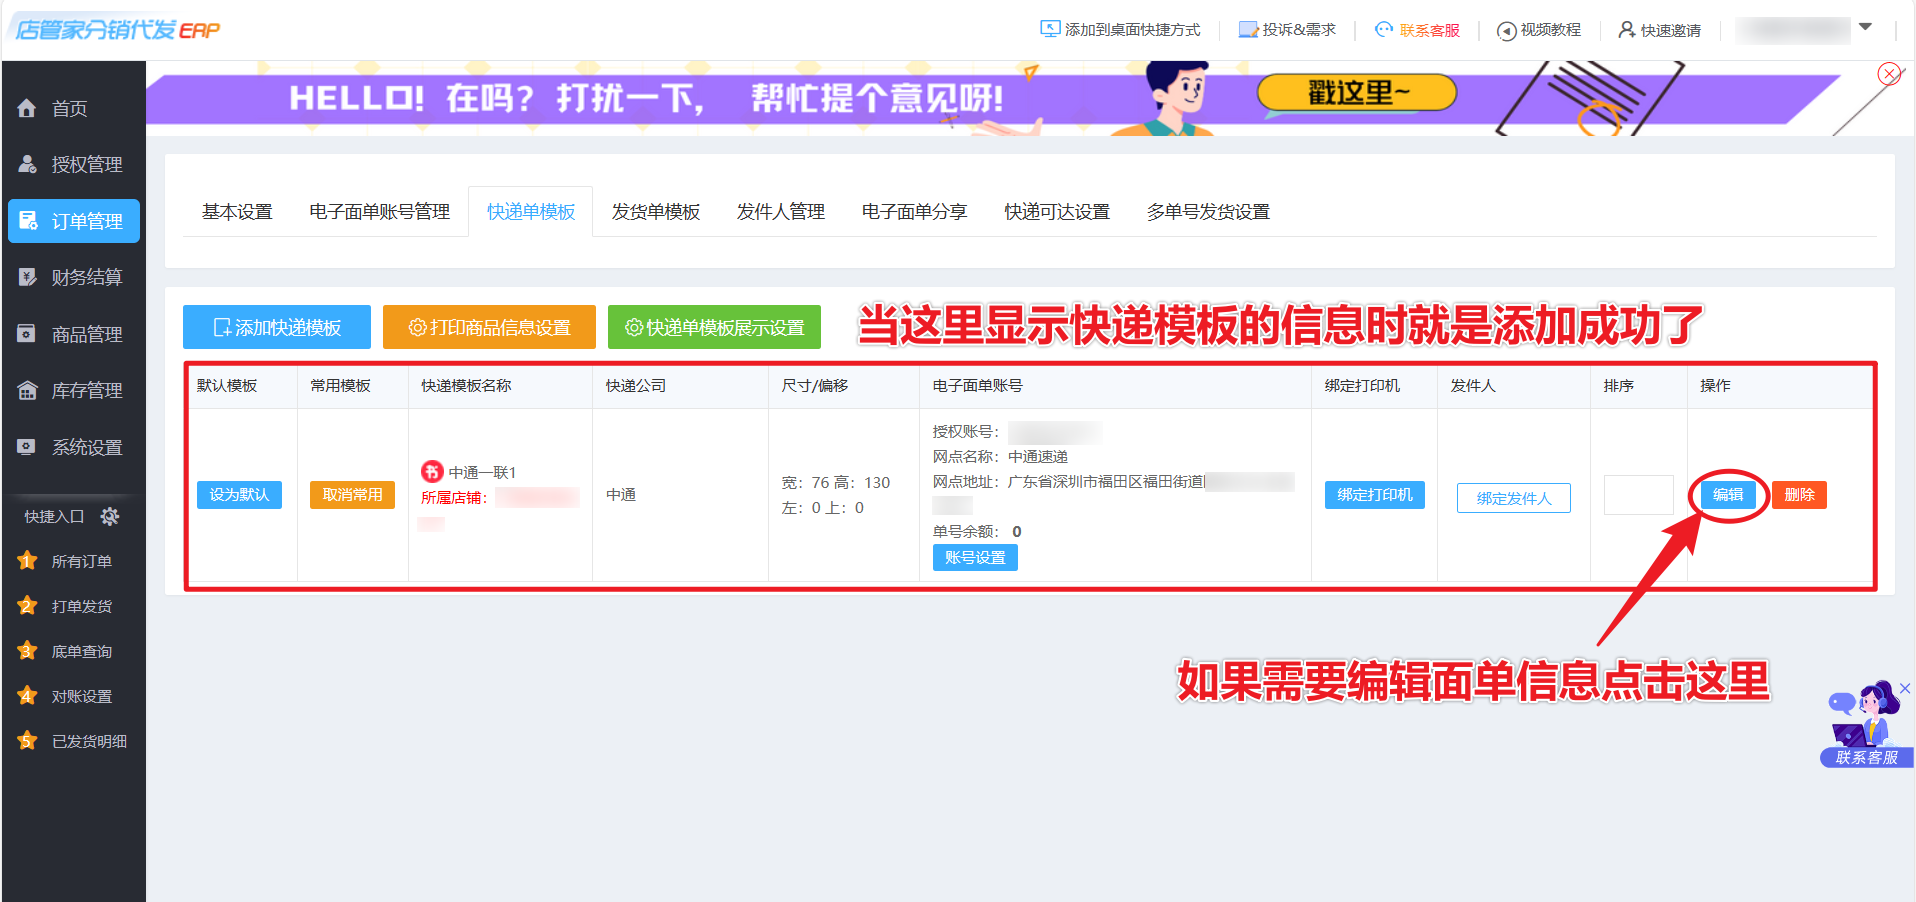 店管家分销代发 ERP
添加到桌面快捷方式
投诉&需求
联系客服
视频教程
快速邀请
HELLO! 在吗? 打扰一下, 帮忙提个意见呀!
戳这里~
首页
授权管理
订单管理
财务结算
商品管理
库存管理
系统设置
快捷入口
1 所有订单
2 打单发货
3 底单查询
4 对账设置
5 已发货明细
基本设置
电子面单账号管理
快递单模板
发货单模板
发件人管理
电子面单分享
快递可达设置
多单号发货设置
添加快递模板
打印商品信息设置
快递单模板展示设置
当这里显示快递模板的信息时就是添加成功了
默认模板
常用模板
快递模板名称
快递公司
尺寸/偏移
电子面单账号
绑定打印机
发件人
排序
操作
设为默认
取消常用
书 中通一联1
所属店铺:
中通
宽: 76 高: 130
左: 0 上: 0
授权账号:
网点名称: 中通速递
网点地址: 广东省深圳市福田区福田街道
单号余额: 0
账号设置
绑定打印机
绑定发件人
编辑
删除
如果需要编辑面单信息点击这里
联系客服